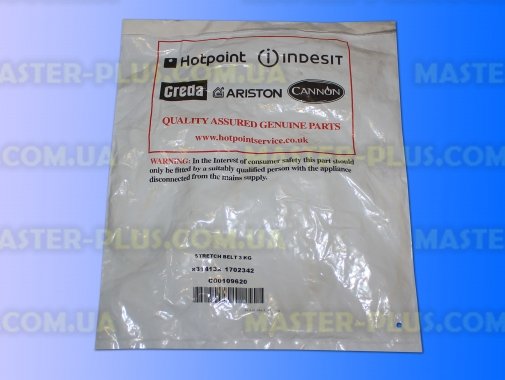 Hotpoint INDESIT
Creda ARISTON CANNON
QUALITY ASSURED GENUINE PARTS
www.hotpointservice.co.uk
WARNING: In the Interest of consumer safety this part should
only be fitted by a suitably qualified person with the appliance
disconnected from the mains supply.
STRETCH BELT 3 KG
1702342
C00109620
MASTER-PLUS.COM.UA